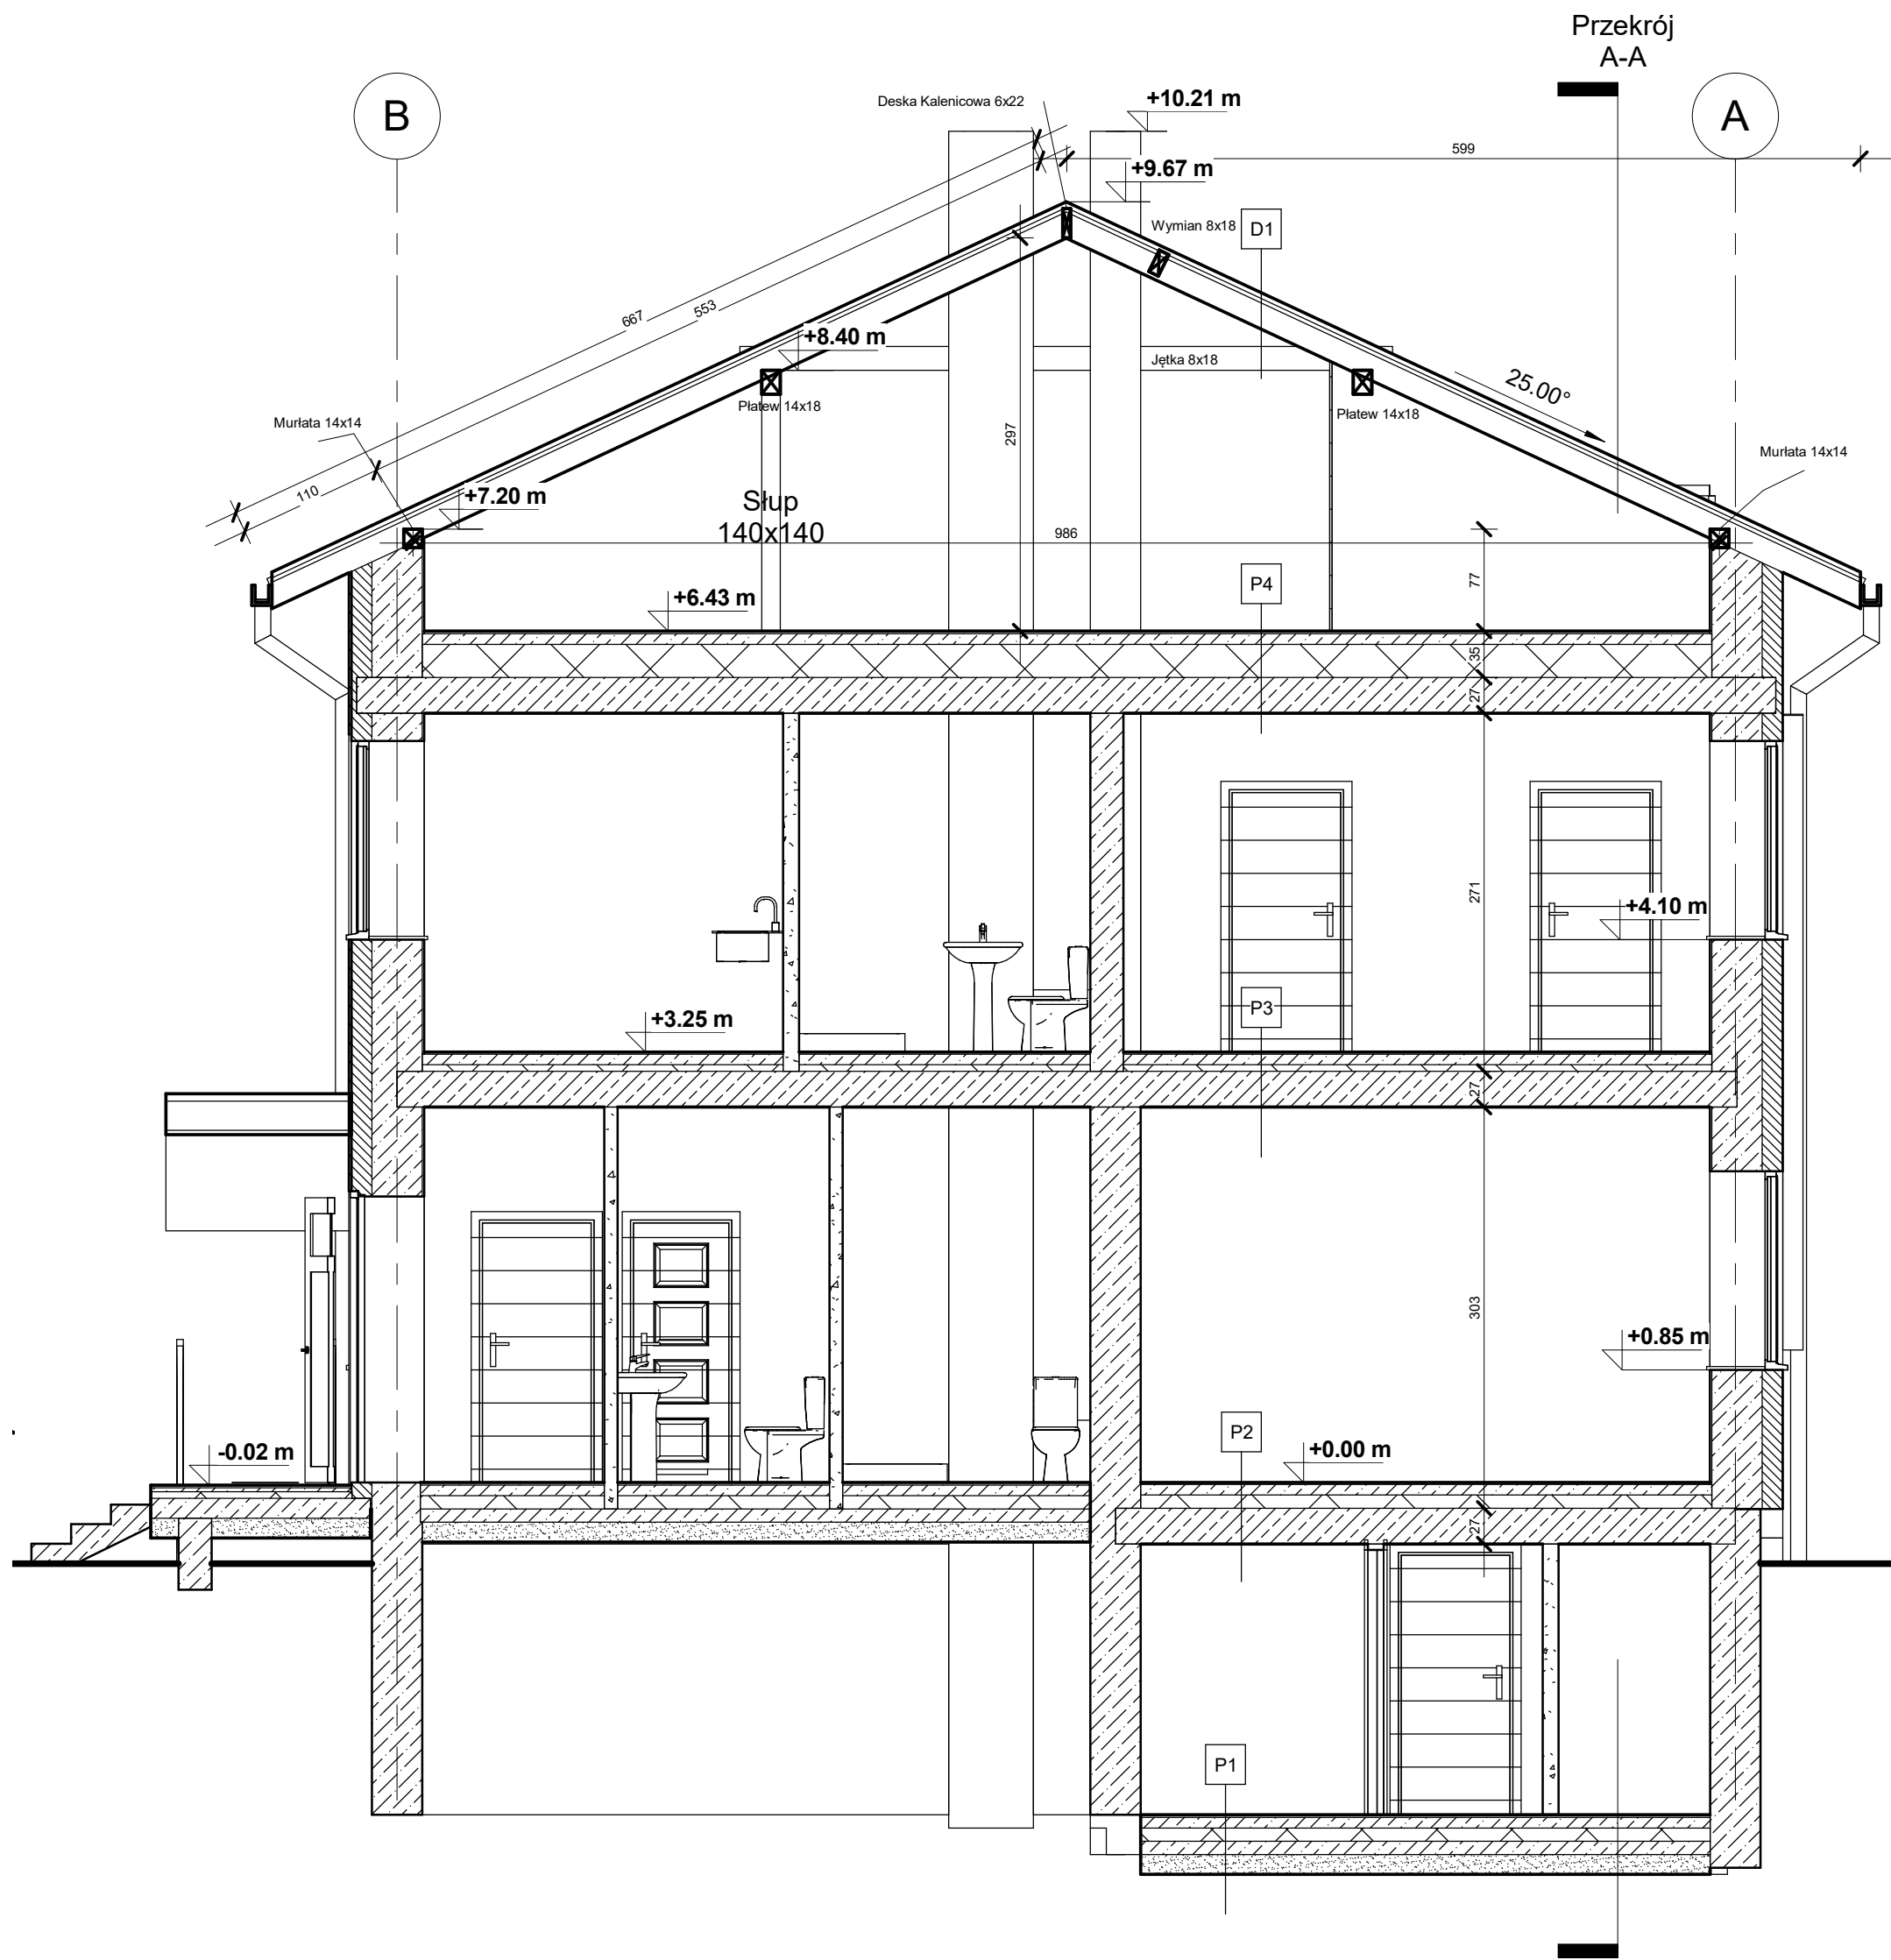 Przekrój
A-A
B
A
Deska Kalenicowa 6x22
+10.21 m
599
+9.67 m
Wymian 8x18
D1
667
553
+8.40 m
Jętka 8x18
25.00°
Płatew 14x18
Płatew 14x18
Murłata 14x14
297
Murłata 14x14
110
+7.20 m
Słup
140x140
986
77
P4
+6.43 m
35
27
271
+4.10 m
P3
+3.25 m
27
303
+0.85 m
P2
+0.00 m
-0.02 m
27
P1